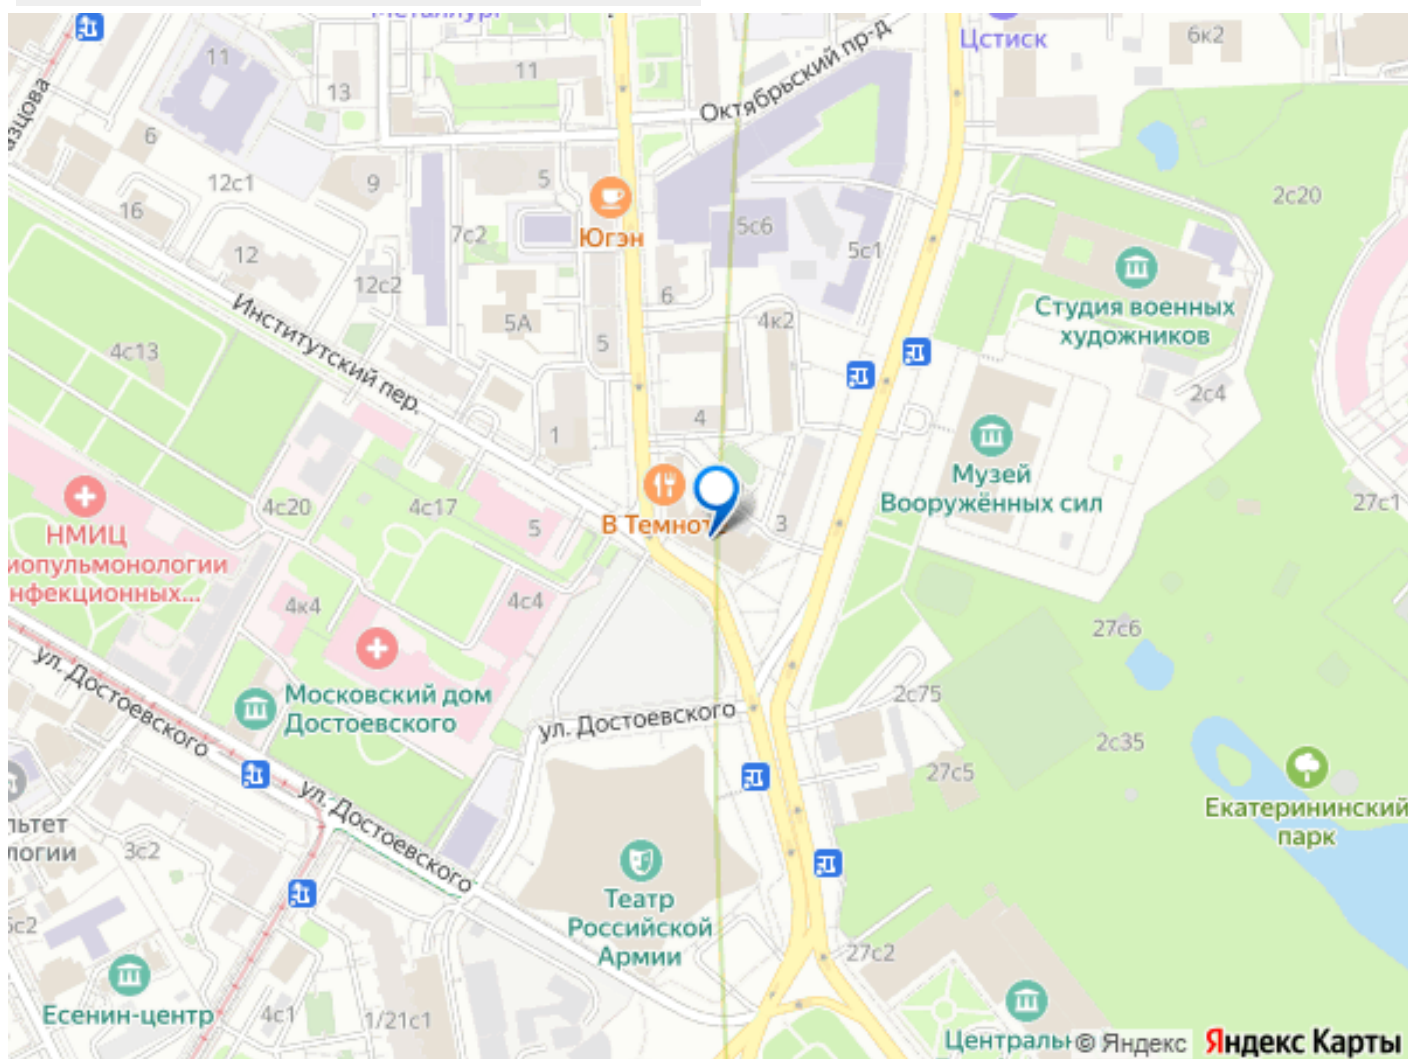 Металлург
Цстиск
6к2
11
11
13
Октябрьский пр-д
6
12с1
9
5
16
2с20
Югэн
7с2
5с6
5с1
12
12с2
6
Студия военных
художников
Институтский пер.
5А
4к2
4с13
5
2с4
4
1
Музей
Вооружённых сил
27с1
4с20
4с17
5
3
В Темнот
НМИЦ
иопульмонологии
нфекционных...
4к4
4с4
27с6
ул. Достоевского
Московский дом
Достоевского
2с75
ул. Достоевского
2с35
27с5
ул. Достоевского
Екатерининский
парк
льтет
логии
3с2
Театр
Российской
Армии
27с2
Есенин-центр
4с1
1/21с1
Центральн
© Яндекс
Яндекс Карты